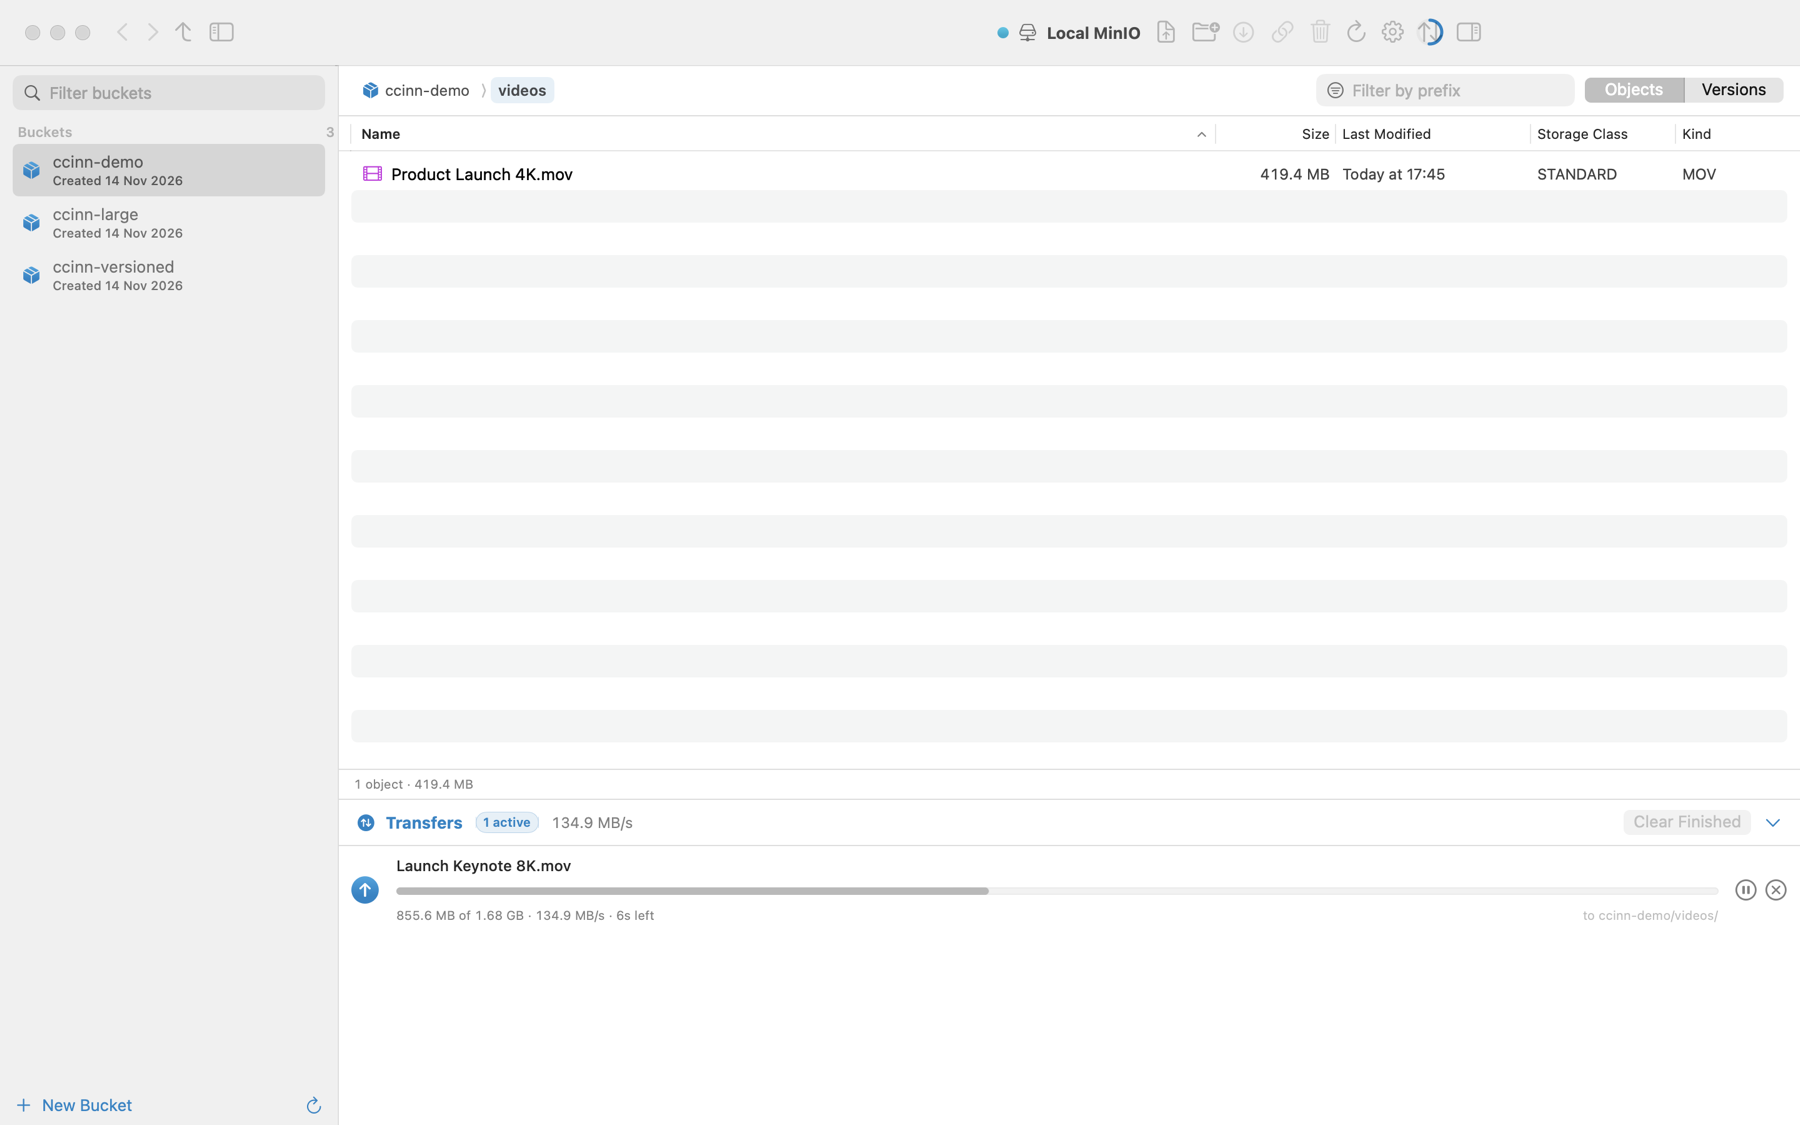 Local MinIO
Filter buckets
Buckets 3
ccinn-demo
Created 14 Nov 2026
ccinn-large
Created 14 Nov 2026
ccinn-versioned
Created 14 Nov 2026
New Bucket
ccinn-demo videos
Filter by prefix
Objects Versions
Name Size Last Modified Storage Class Kind
Product Launch 4K.mov 419.4 MB Today at 17:45 STANDARD MOV
1 object · 419.4 MB
Transfers 1 active 134.9 MB/s Clear Finished
Launch Keynote 8K.mov
855.6 MB of 1.68 GB · 134.9 MB/s · 6s left to ccinn-demo/videos/